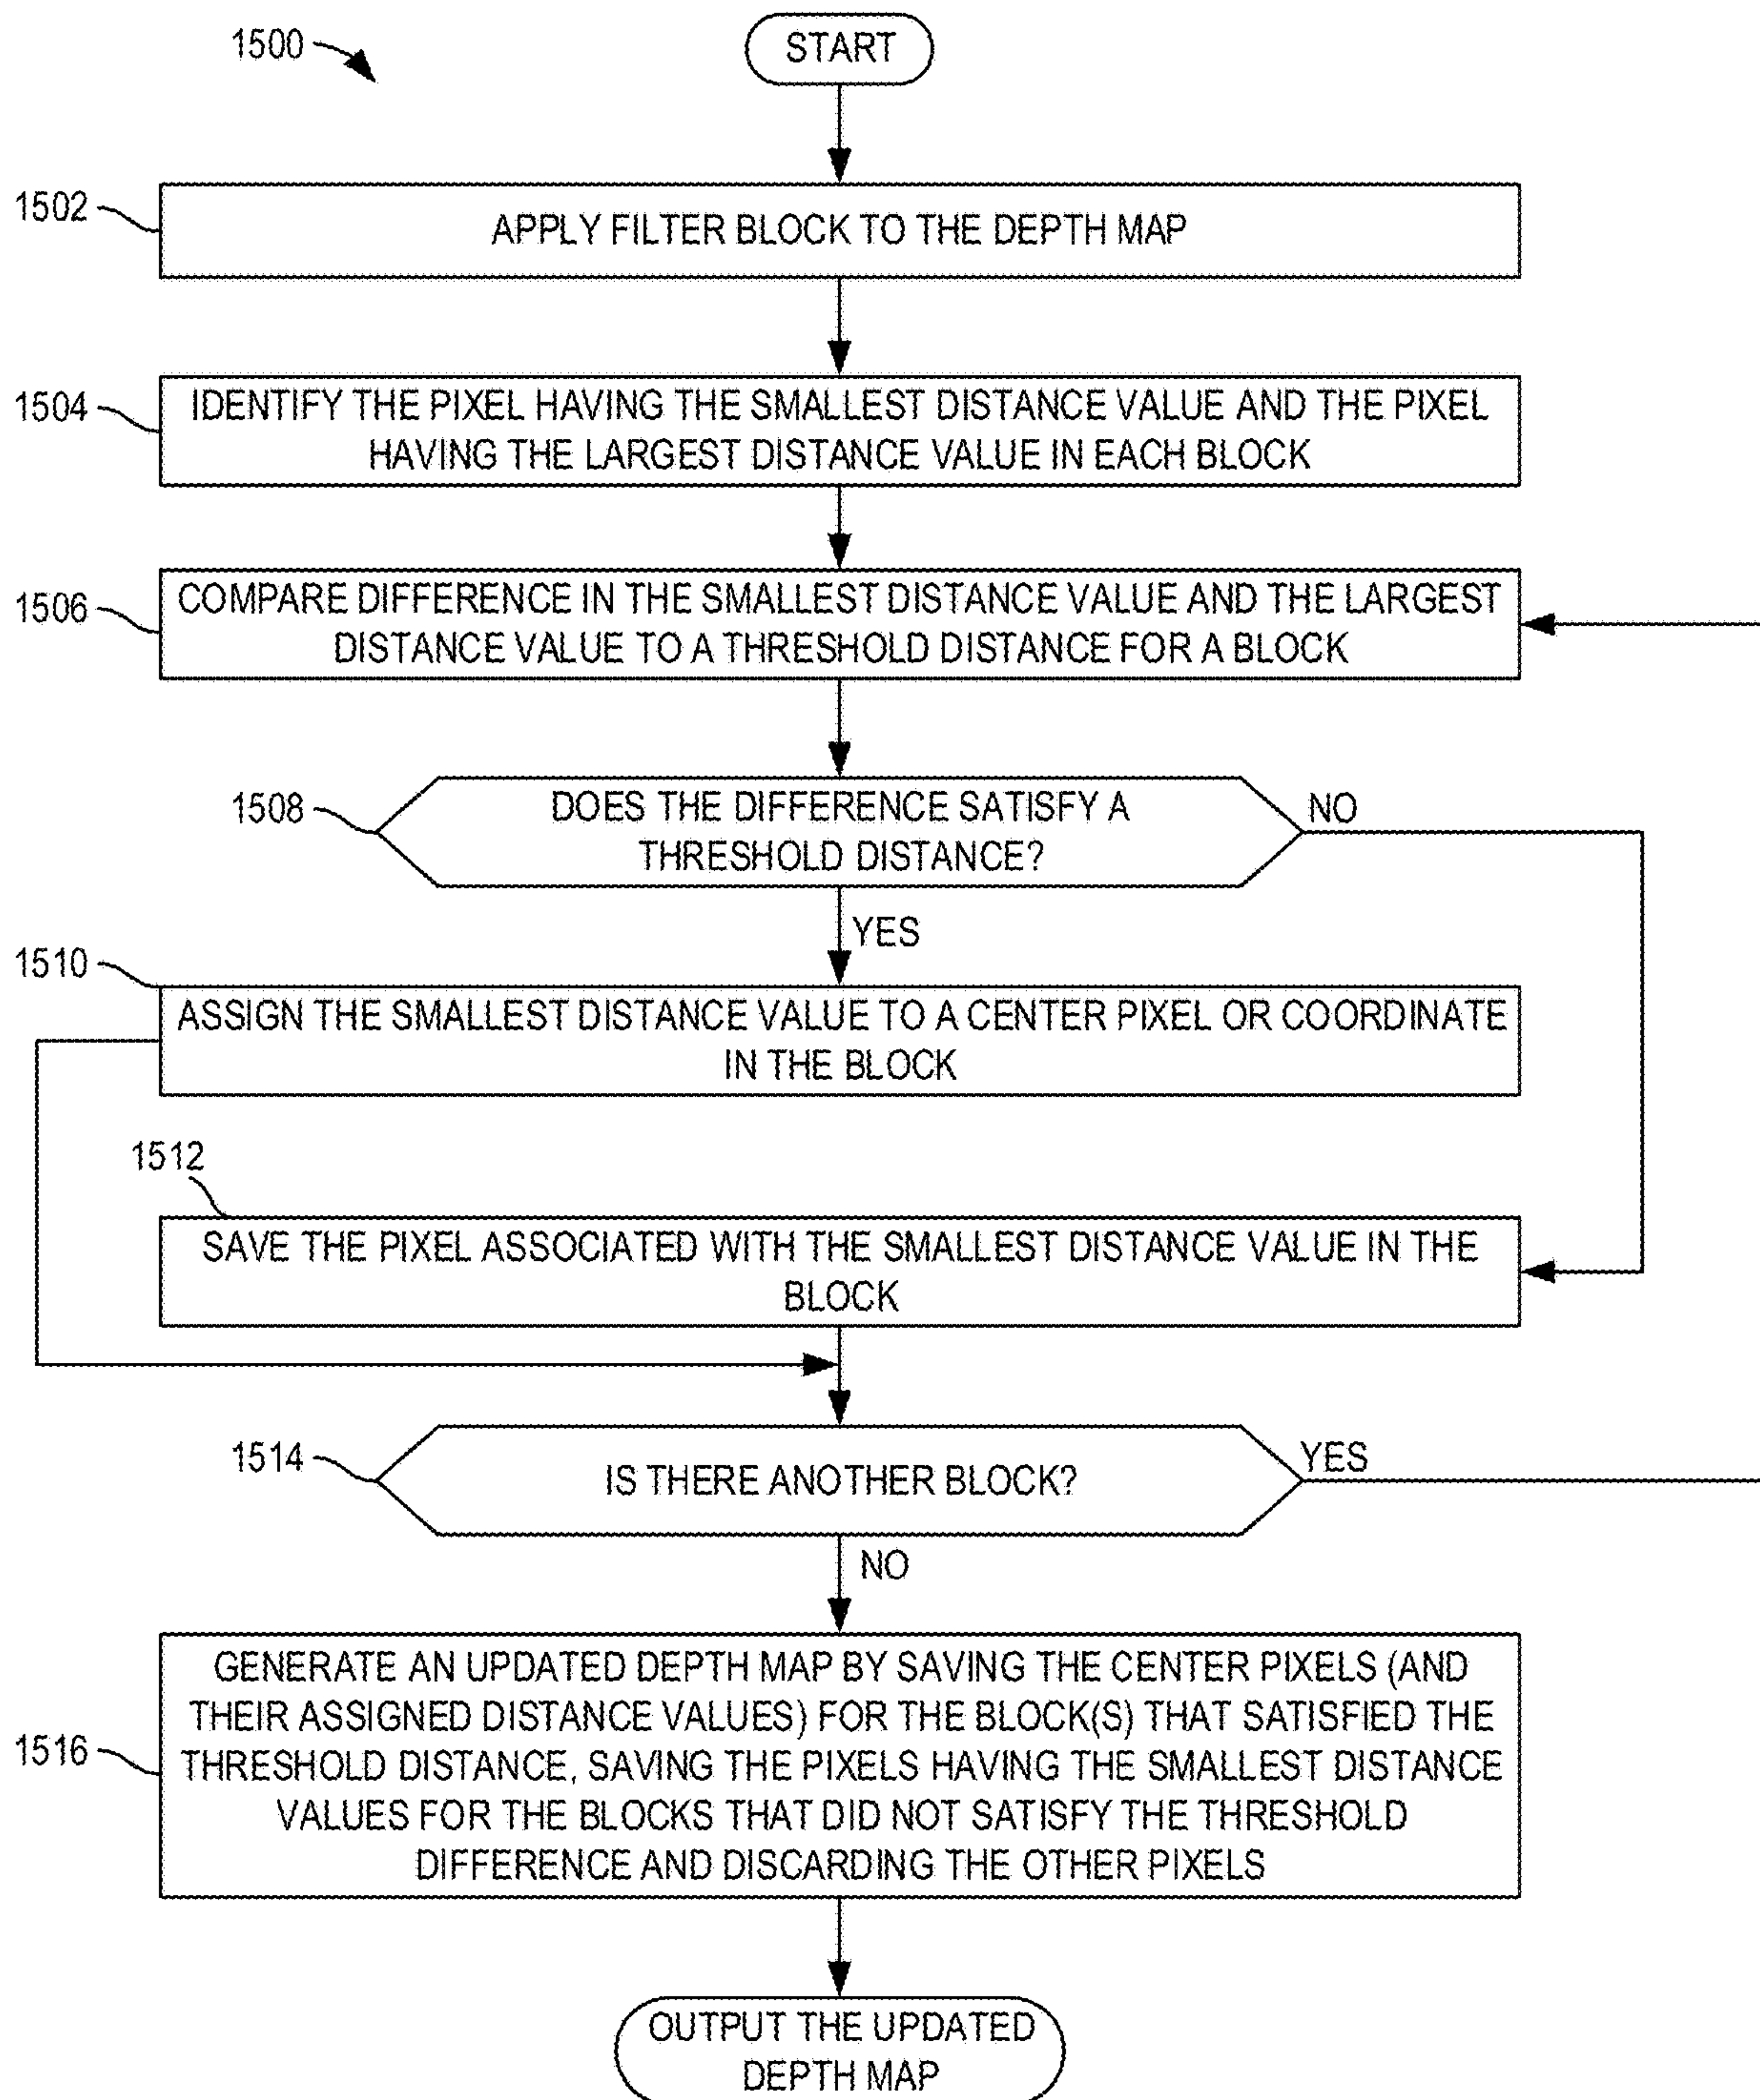 1500
START
1502
APPLY FILTER BLOCK TO THE DEPTH MAP
1504
IDENTIFY THE PIXEL HAVING THE SMALLEST DISTANCE VALUE AND THE PIXEL
HAVING THE LARGEST DISTANCE VALUE IN EACH BLOCK
1506
COMPARE DIFFERENCE IN THE SMALLEST DISTANCE VALUE AND THE LARGEST
DISTANCE VALUE TO A THRESHOLD DISTANCE FOR A BLOCK
1508
DOES THE DIFFERENCE SATISFY A
THRESHOLD DISTANCE?
NO
YES
1510
ASSIGN THE SMALLEST DISTANCE VALUE TO A CENTER PIXEL OR COORDINATE
IN THE BLOCK
1512
SAVE THE PIXEL ASSOCIATED WITH THE SMALLEST DISTANCE VALUE IN THE
BLOCK
1514
IS THERE ANOTHER BLOCK?
YES
NO
1516
GENERATE AN UPDATED DEPTH MAP BY SAVING THE CENTER PIXELS (AND
THEIR ASSIGNED DISTANCE VALUES) FOR THE BLOCK(S) THAT SATISFIED THE
THRESHOLD DISTANCE, SAVING THE PIXELS HAVING THE SMALLEST DISTANCE
VALUES FOR THE BLOCKS THAT DID NOT SATISFY THE THRESHOLD
DIFFERENCE AND DISCARDING THE OTHER PIXELS
OUTPUT THE UPDATED
DEPTH MAP